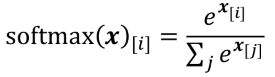 softmax(𝒙)[i] = e^𝒙[i] / ∑_j e^𝒙[j]